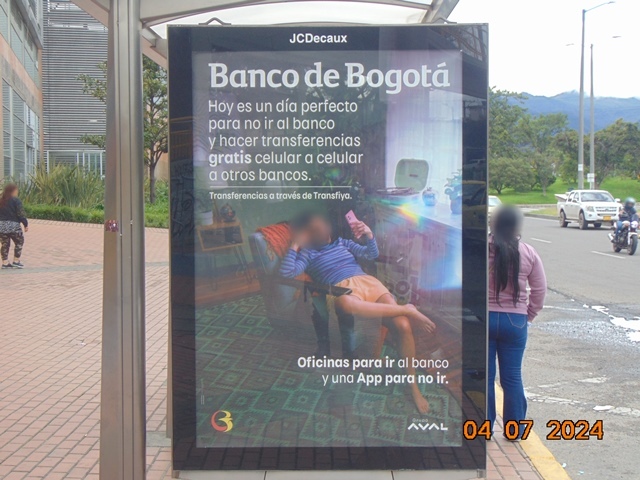 JCDecaux
Banco de Bogotá
Hoy es un día perfecto
para no ir al banco
y hacer transferencias
gratis celular a celular
a otros bancos.
Transferencias a través de Transfiya.
Oficinas para ir al banco
y una App para no ir.
AVAL
04 07 2024